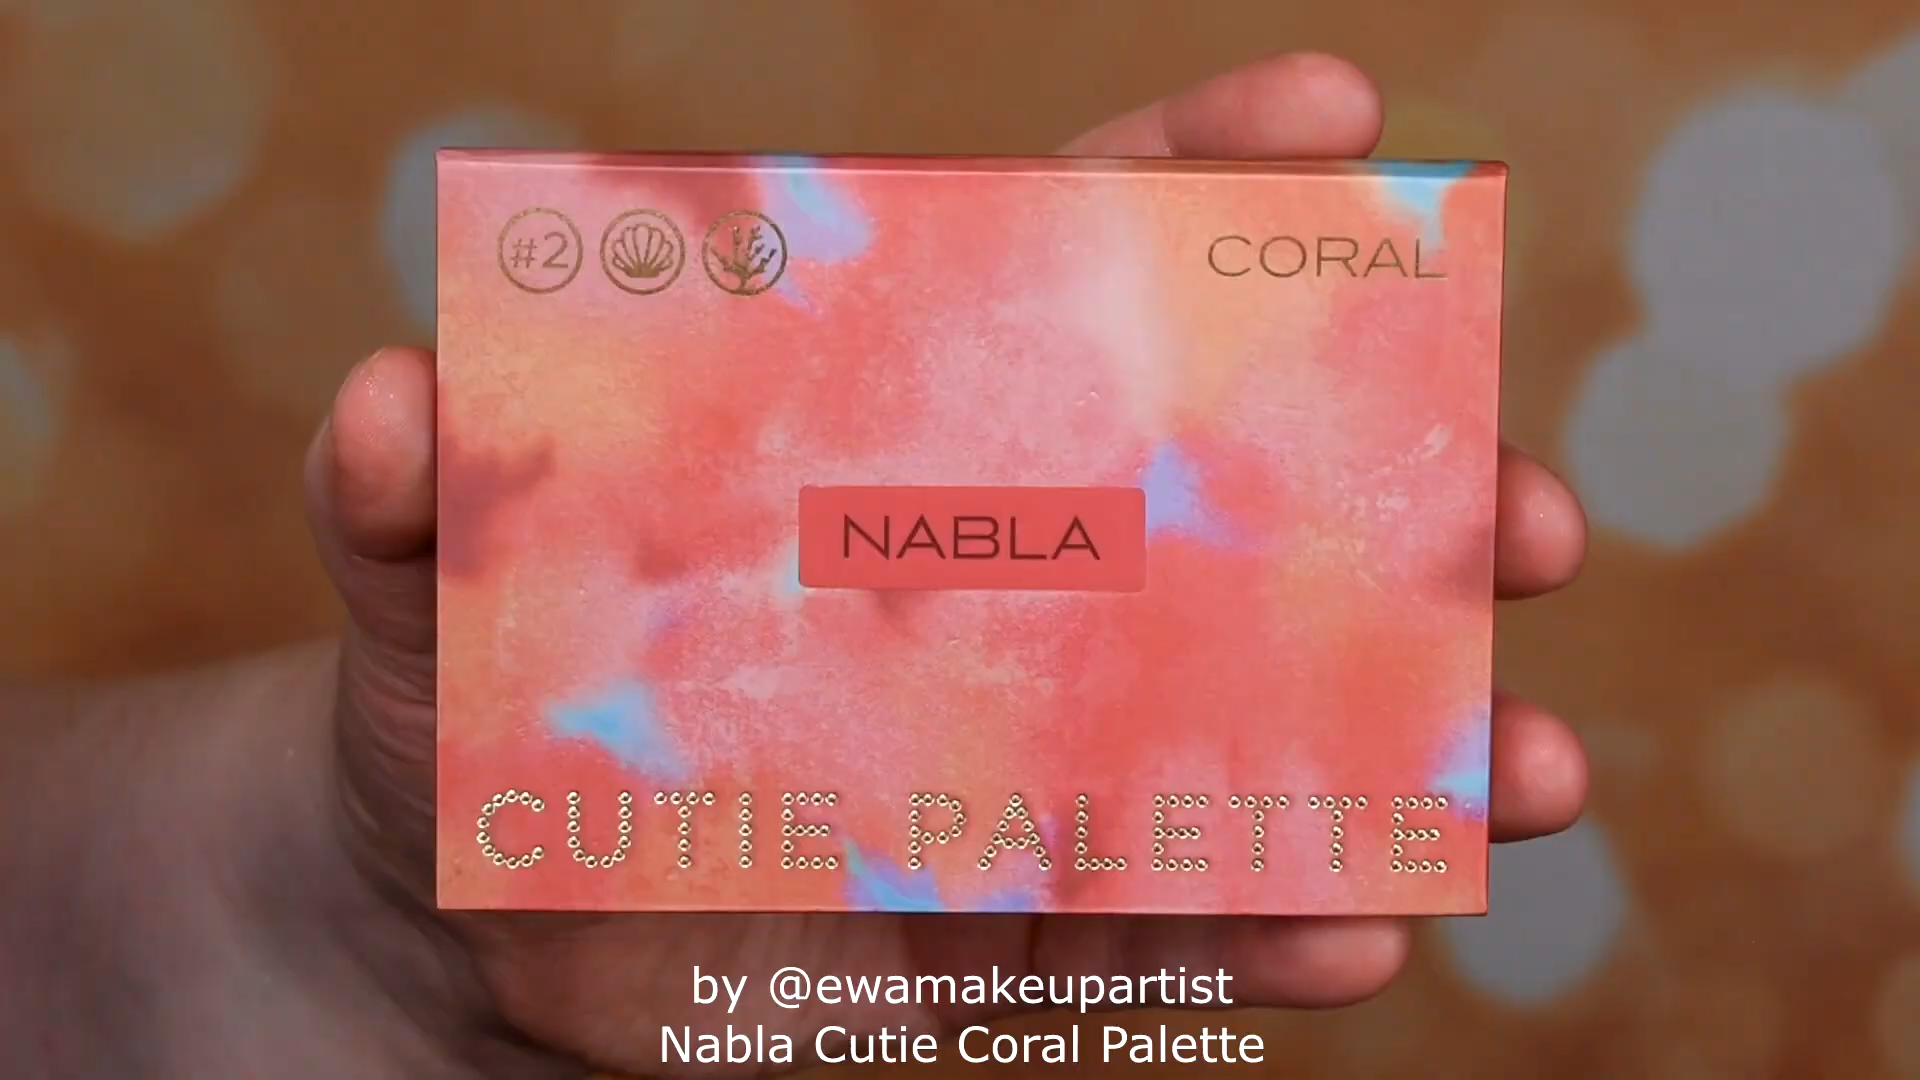 #2 CORAL
NABLA
CUTIE PALETTE
by @ewamakeupartist
Nabla Cutie Coral Palette